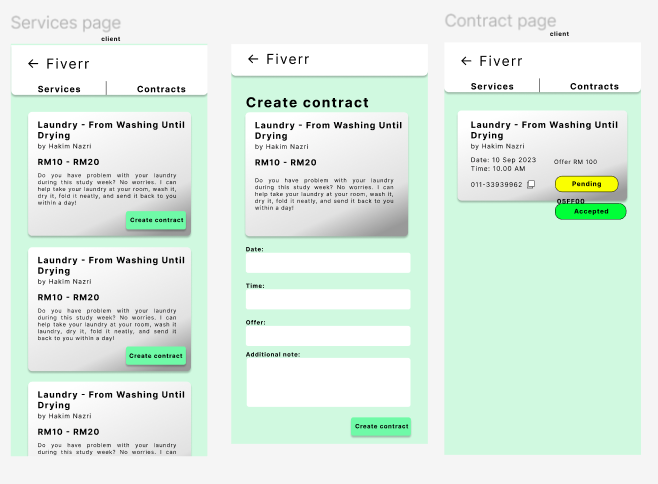 Services page
client
← Fiverr
Services
Contracts
Laundry - From Washing Until
Drying
by Hakim Nazri
RM10 - RM20
Do you have problem with your laundry
during this study week? No worries. I can
help take your laundry at your room, wash it,
dry it, fold it neatly, and send it back to you
within a day!
Create contract
Laundry - From Washing Until
Drying
by Hakim Nazri
RM10 - RM20
Do you have problem with your laundry
during this study week? No worries. I can
help take your laundry at your room, wash it
laundry, dry it, fold it neatly, and send it
back to you within a day!
Create contract
Laundry - From Washing Until
Drying
by Hakim Nazri
RM10 - RM20
Do you have problem with your laundry
during this study week? No worries. I can
← Fiverr
Create contract
Laundry - From Washing Until
Drying
by Hakim Nazri
RM10 - RM20
Do you have problem with your laundry
during this study week? No worries. I can
help take your laundry at your room, wash it,
dry it, fold it neatly, and send it back to you
within a day!
Date:
Time:
Offer:
Additional note:
Create contract
Contract page
client
← Fiverr
Services
Contracts
Laundry - From Washing Until
Drying
by Hakim Nazri
Date: 10 Sep 2023
Offer RM 100
Time: 10.00 AM
011-33939962
Pending
Accepted